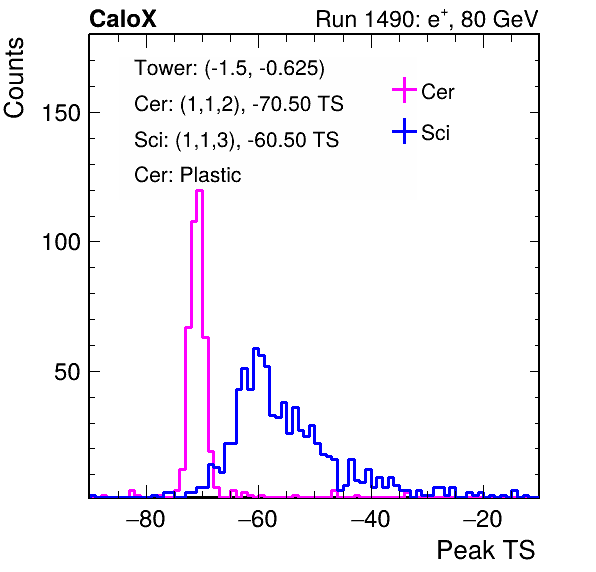 CaloX Run 1490: e⁺, 80 GeV
Counts
Tower: (-1.5, -0.625)
Cer: (1,1,2), -70.50 TS
Sci: (1,1,3), -60.50 TS
Cer: Plastic
Cer
Sci
150
100
50
−80 −60 −40 −20
Peak TS